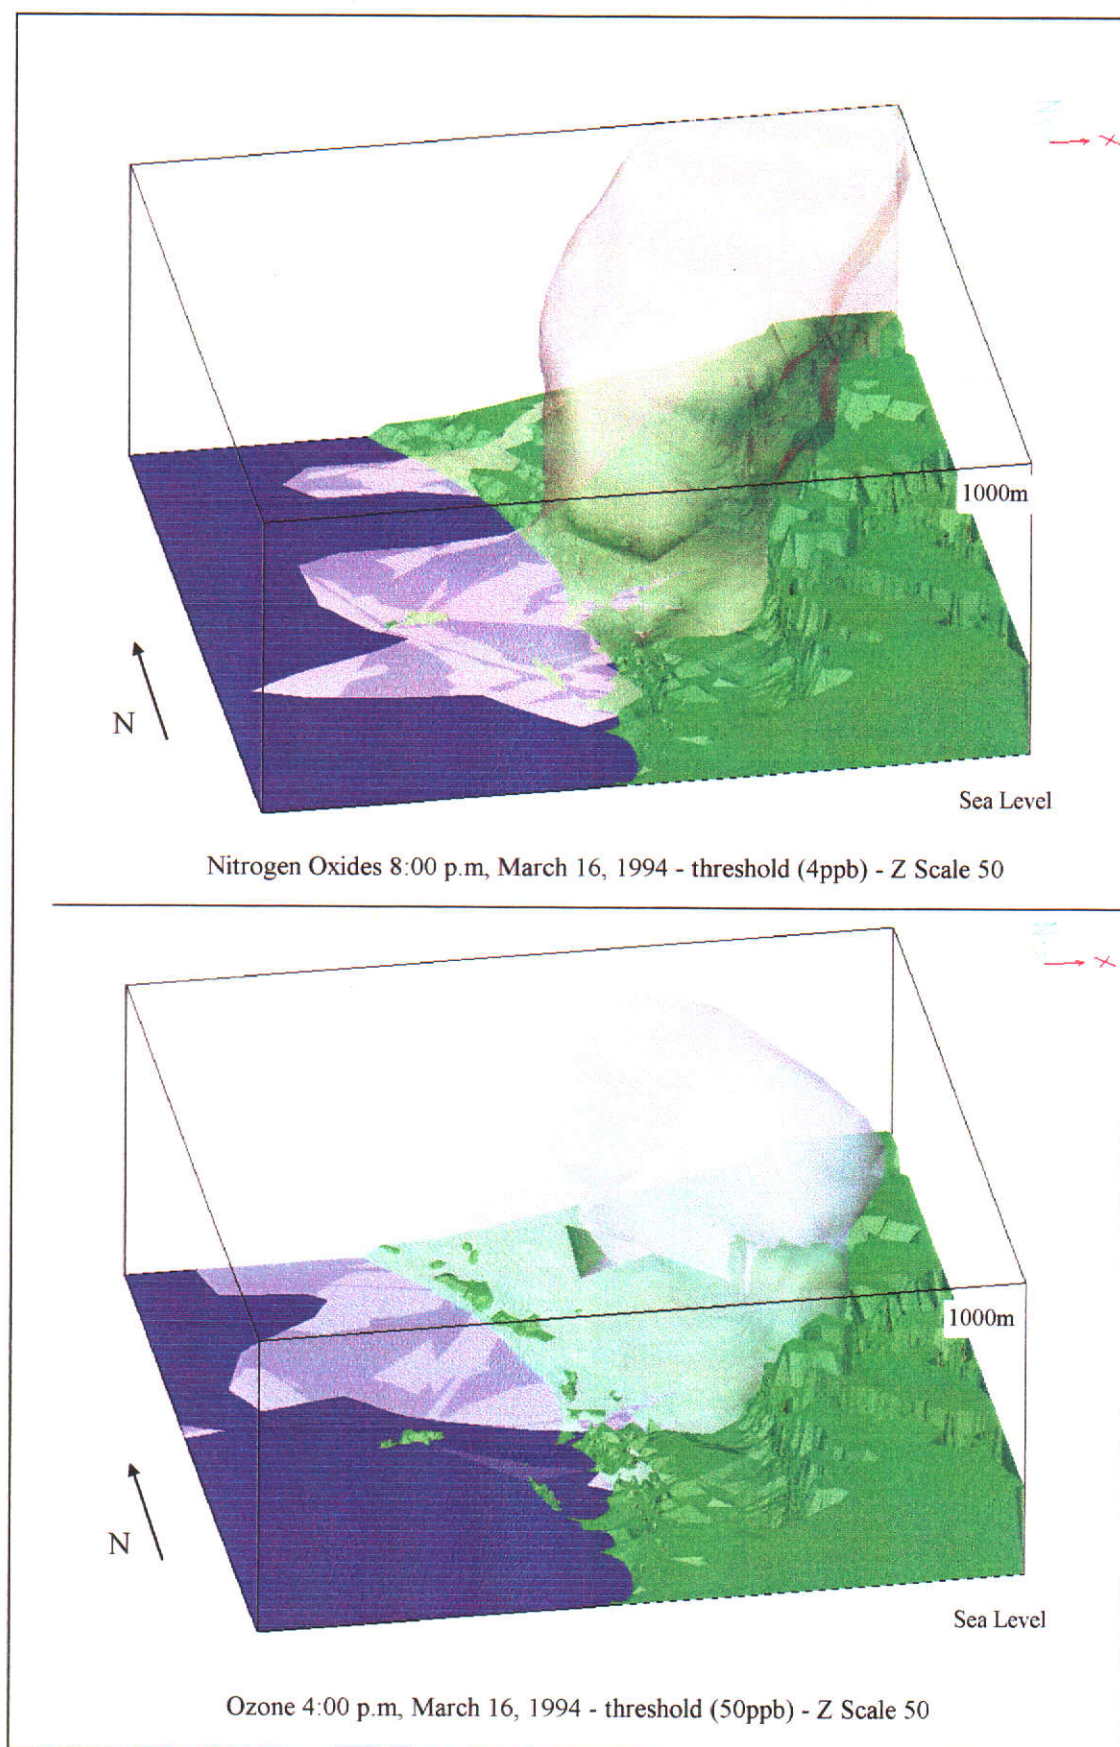 1000m
N
Sea Level
Nitrogen Oxides 8:00 p.m, March 16, 1994 - threshold (4ppb) - Z Scale 50
X
1000m
N
Sea Level
Ozone 4:00 p.m, March 16, 1994 - threshold (50ppb) - Z Scale 50